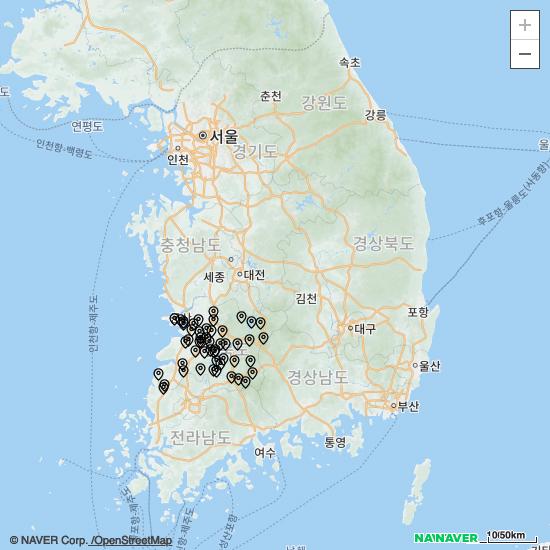 +
−
속초
춘천
강원도
강릉
연평도
서울
인천
경기도
인천항-백령도
후포항-울릉도(사동항)
충청남도
경상북도
세종
대전
인천항-제주도
김천
포항
대구
울산
경상남도
부산
전라남도
여수
통영
© NAVER Corp. /OpenStreetMap
NAVER
10/50km